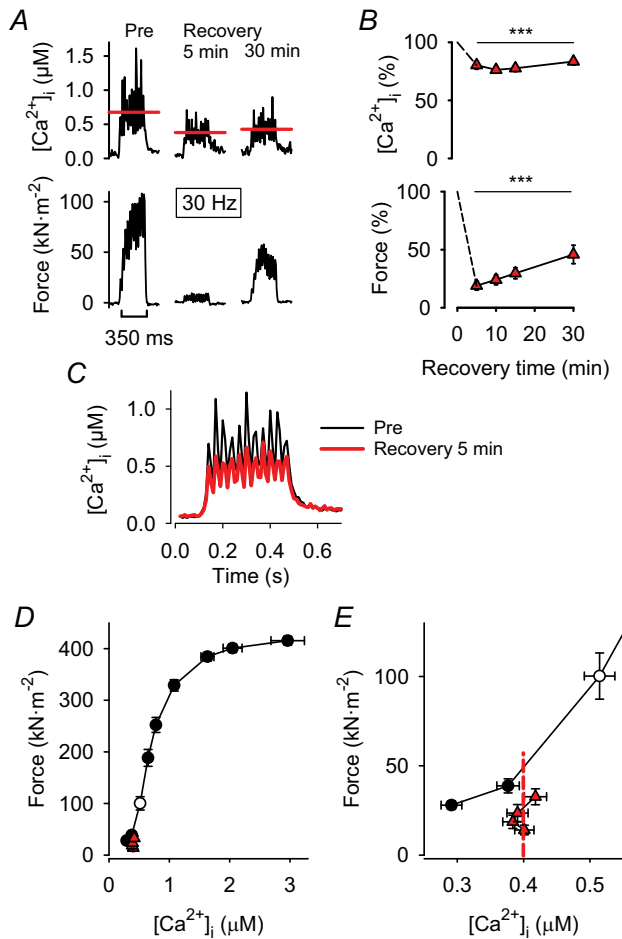 A
Pre
Recovery
5 min
30 min
[Ca²⁺]ᵢ (μM)
1.5
1.0
0.5
0.0
Force (kN·m⁻²)
100
50
0
30 Hz
350 ms
B
***
[Ca²⁺]ᵢ (%)
100
50
0
***
Force (%)
100
50
0
0 10 20 30
Recovery time (min)
C
[Ca²⁺]ᵢ (μM)
1.0
0.5
0.0
0.0 0.2 0.4 0.6
Time (s)
Pre
Recovery 5 min
D
Force (kN·m⁻²)
400
300
200
100
0
0 1 2 3
[Ca²⁺]ᵢ (μM)
E
Force (kN·m⁻²)
100
50
0
0.3 0.4 0.5
[Ca²⁺]ᵢ (μM)